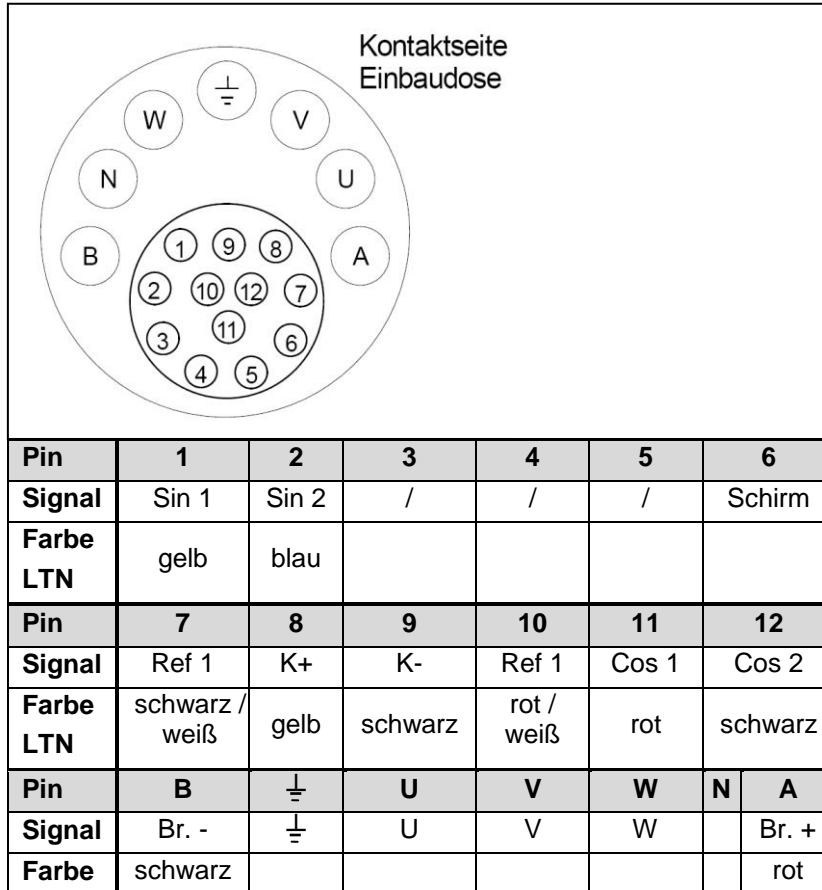 Kontaktseite
Einbaudose
⏚
W V
N U
B A
1 9 8
2 10 12 7
11
3 6
4 5
Pin 1 2 3 4 5 6
Signal Sin 1 Sin 2 / / / Schirm
Farbe LTN gelb blau
Pin 7 8 9 10 11 12
Signal Ref 1 K+ K- Ref 1 Cos 1 Cos 2
Farbe LTN schwarz / weiß gelb schwarz rot / weiß rot schwarz
Pin B ⏚ U V W N A
Signal Br. - ⏚ U V W Br. +
Farbe schwarz rot